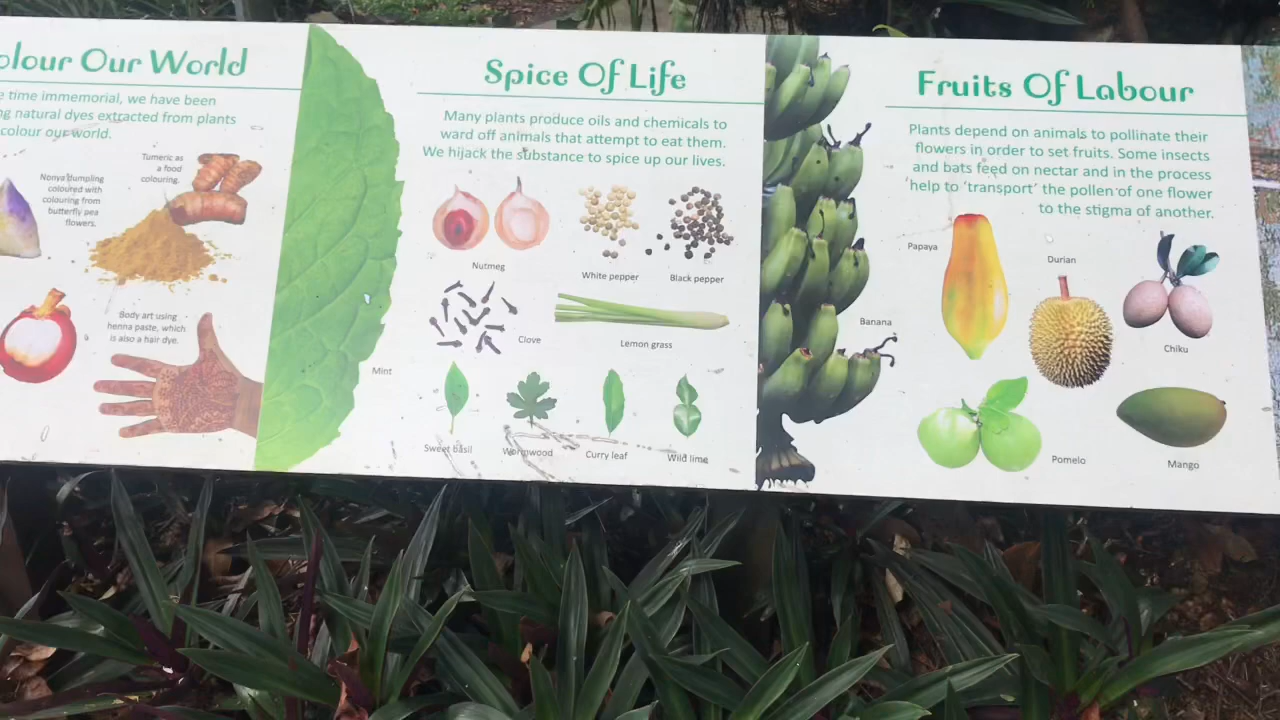 olour Our World
e time immemorial, we have been
ng natural dyes extracted from plants
colour our world.
Tumeric as
a food
colouring.
Nonya dumpling
coloured with
colouring from
butterfly pea
flowers.
Body art using
henna paste, which
is also a hair dye.
Mint
Spice Of Life
Many plants produce oils and chemicals to
ward off animals that attempt to eat them.
We hijack the substance to spice up our lives.
Nutmeg
White pepper
Black pepper
Clove
Lemon grass
Sweet basil
Wormwood
Curry leaf
Wild lime
Fruits Of Labour
Plants depend on animals to pollinate their
flowers in order to set fruits. Some insects
and bats feed on nectar and in the process
help to 'transport' the pollen of one flower
to the stigma of another.
Papaya
Durian
Chiku
Banana
Pomelo
Mango